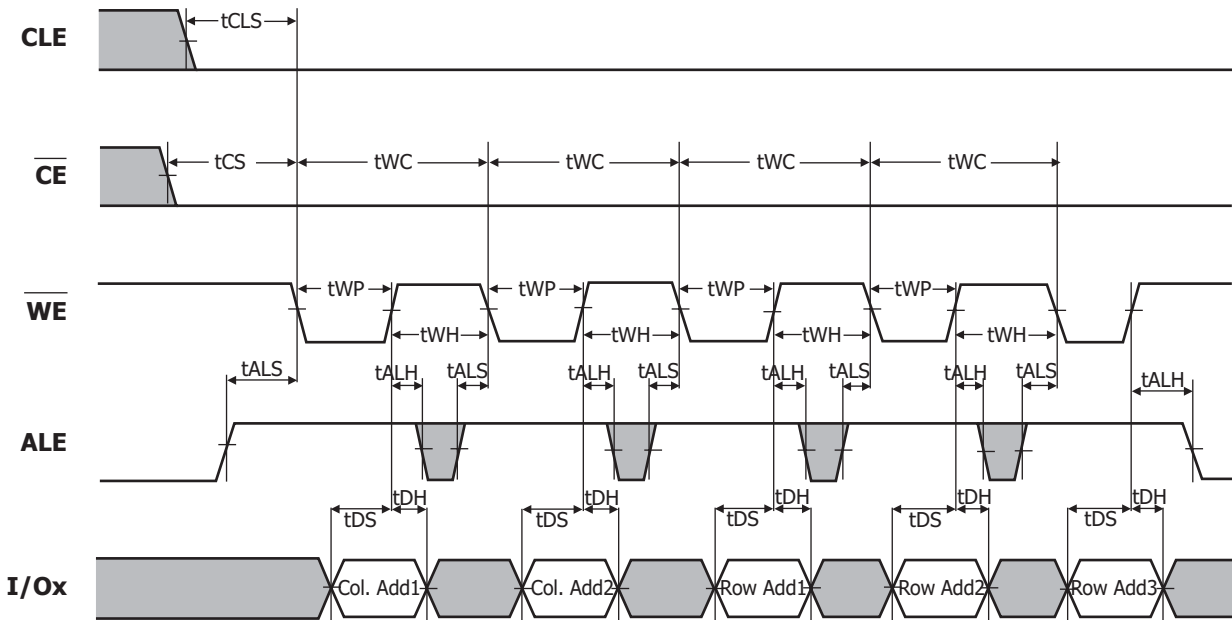 CLE
tCLS
CE
tCS
tWC
tWC
tWC
tWC
WE
tWP
tWP
tWP
tWP
tWH
tWH
tWH
tWH
tALS
tALH
tALS
tALH
tALS
tALH
tALS
tALH
tALS
tALH
ALE
tDH
tDH
tDH
tDH
tDH
tDS
tDS
tDS
tDS
tDS
I/Ox
Col. Add1
Col. Add2
Row Add1
Row Add2
Row Add3